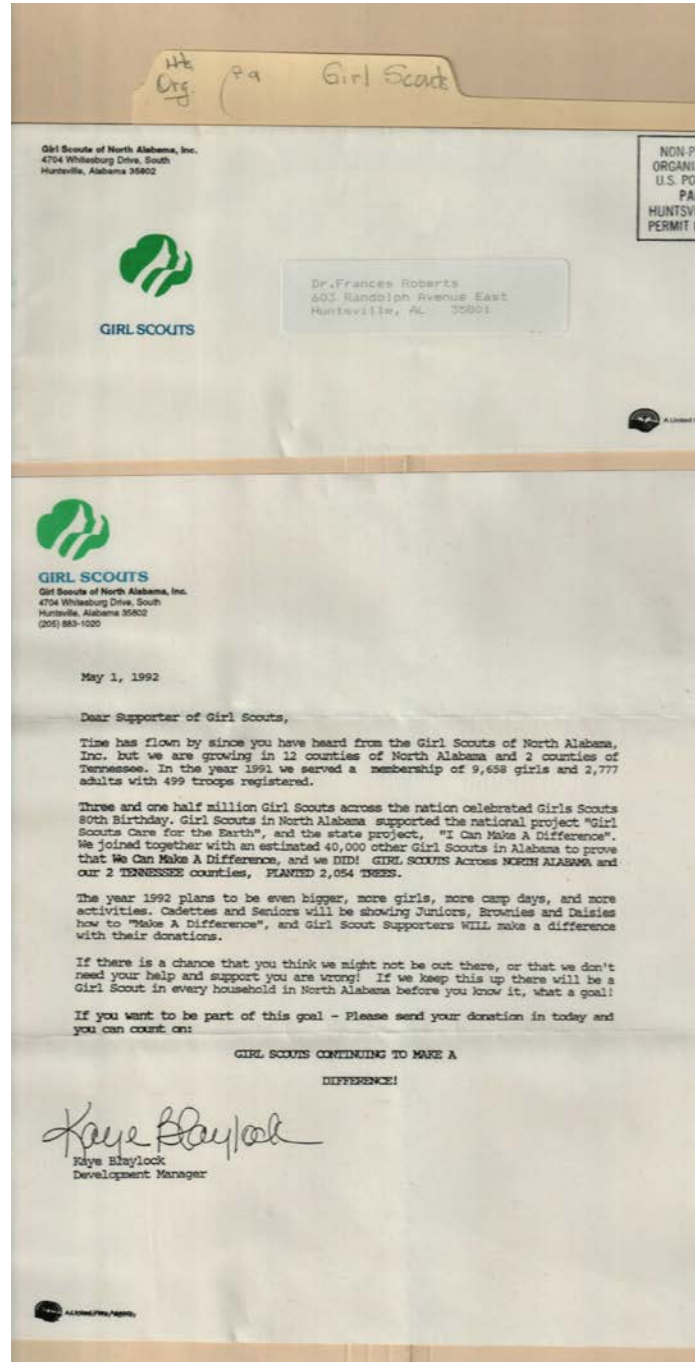 Hts
Org. Girl Scouts
Girl Scouts of North Alabama, Inc.
4704 Whitesburg Drive, South
Huntsville, Alabama 35802
NON-P
ORGANI
U.S. PO
PA
HUNTSVI
PERMIT
GIRL SCOUTS
Dr.Frances Roberts
603 Randolph Avenue East
Huntsville, AL 35801
A United
GIRL SCOUTS
Girl Scouts of North Alabama, Inc.
4704 Whitesburg Drive, South
Huntsville, Alabama 35802
(205) 883-1020
May 1, 1992
Dear Supporter of Girl Scouts,
Time has flown by since you have heard from the Girl Scouts of North Alabama,
Inc. but we are growing in 12 counties of North Alabama and 2 counties of
Tennessee. In the year 1991 we served a membership of 9,658 girls and 2,777
adults with 499 troops registered.
Three and one half million Girl Scouts across the nation celebrated Girls Scouts
80th Birthday. Girl Scouts in North Alabama supported the national project "Girl
Scouts Care for the Earth", and the state project, "I Can Make A Difference".
We joined together with an estimated 40,000 other Girl Scouts in Alabama to prove
that We Can Make A Difference, and we DID! GIRL SCOUTS Across NORTH ALABAMA and
our 2 TENNESSEE counties, PLANTED 2,054 TREES.
The year 1992 plans to be even bigger, more girls, more camp days, and more
activities. Cadettes and Seniors will be showing Juniors, Brownies and Daisies
how to "Make A Difference", and Girl Scout Supporters WILL make a difference
with their donations.
If there is a chance that you think we might not be out there, or that we don't
need your help and support you are wrong! If we keep this up there will be a
Girl Scout in every household in North Alabama before you know it, what a goal!
If you want to be part of this goal - Please send your donation in today and
you can count on:
GIRL SCOUTS CONTINUING TO MAKE A
DIFFERENCE!
Kaye Blaylock
Kaye Blaylock
Development Manager
A United Way Agency